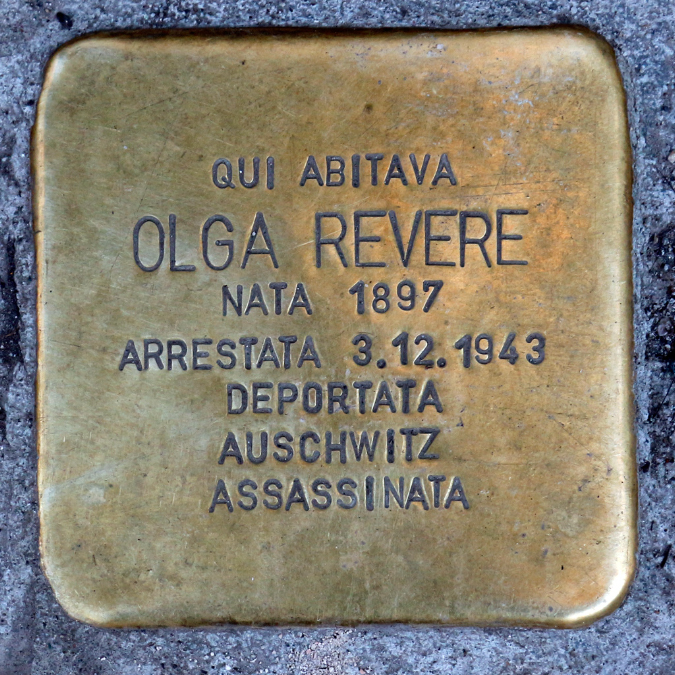 QUI ABITAVA
OLGA REVERE
NATA 1897
ARRESTATA 3.12.1943
DEPORTATA
AUSCHWITZ
ASSASSINATA